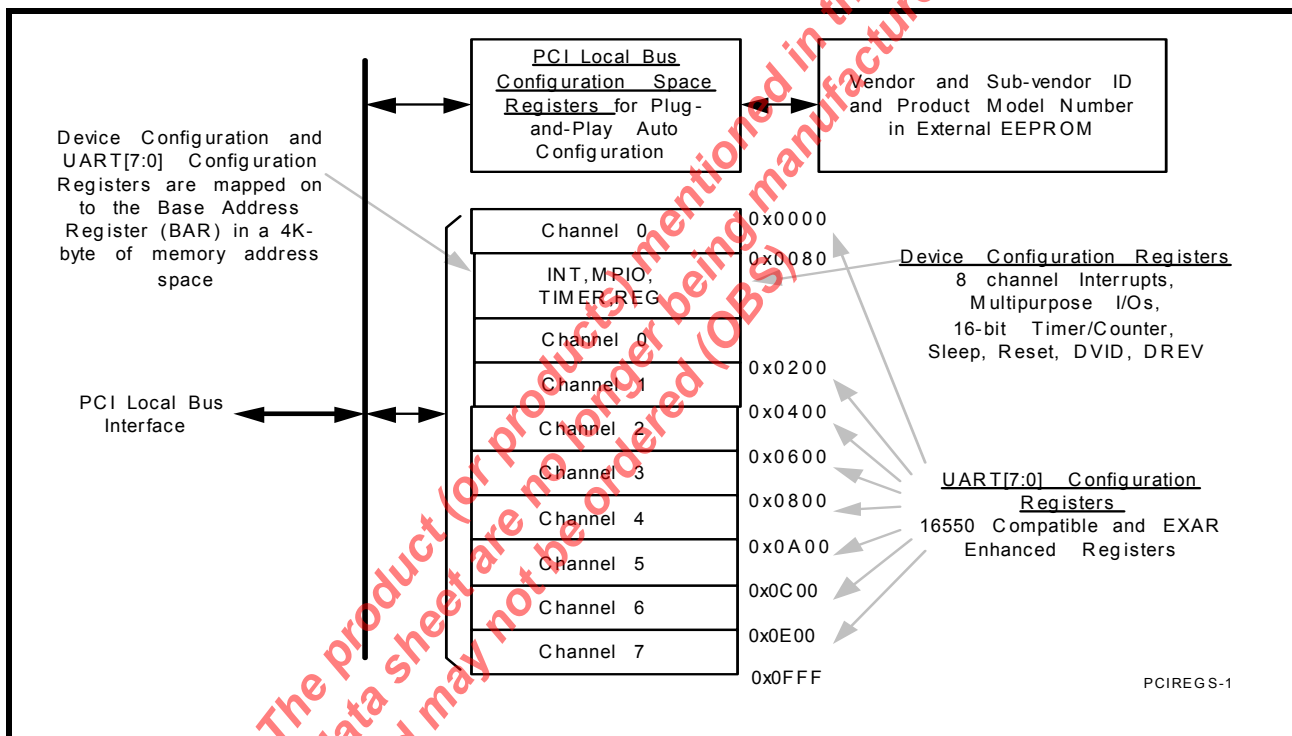 PCI Local Bus
Configuration Space
Registers for Plug-
and-Play Auto
Configuration
Vendor and Sub-vendor ID
and Product Model Number
in External EEPROM
Device Configuration and
UART[7:0] Configuration
Registers are mapped on
to the Base Address
Register (BAR) in a 4K-
byte of memory address
space
PCI Local Bus
Interface
Channel 0
INT,MPIO,
TIMER,REG
Channel 0
Channel 1
Channel 2
Channel 3
Channel 4
Channel 5
Channel 6
Channel 7
0x0000
0x0080
0x0200
0x0400
0x0600
0x0800
0x0A00
0x0C00
0x0E00
0x0FFF
Device Configuration Registers
8 channel Interrupts,
Multipurpose I/Os,
16-bit Timer/Counter,
Sleep, Reset, DVID, DREV
UART[7:0] Configuration
Registers
16550 Compatible and EXAR
Enhanced Registers
PCIREGS-1
The product (or products) mentioned in
data sheet are no longer being manufacture
may not be ordered (OBS)